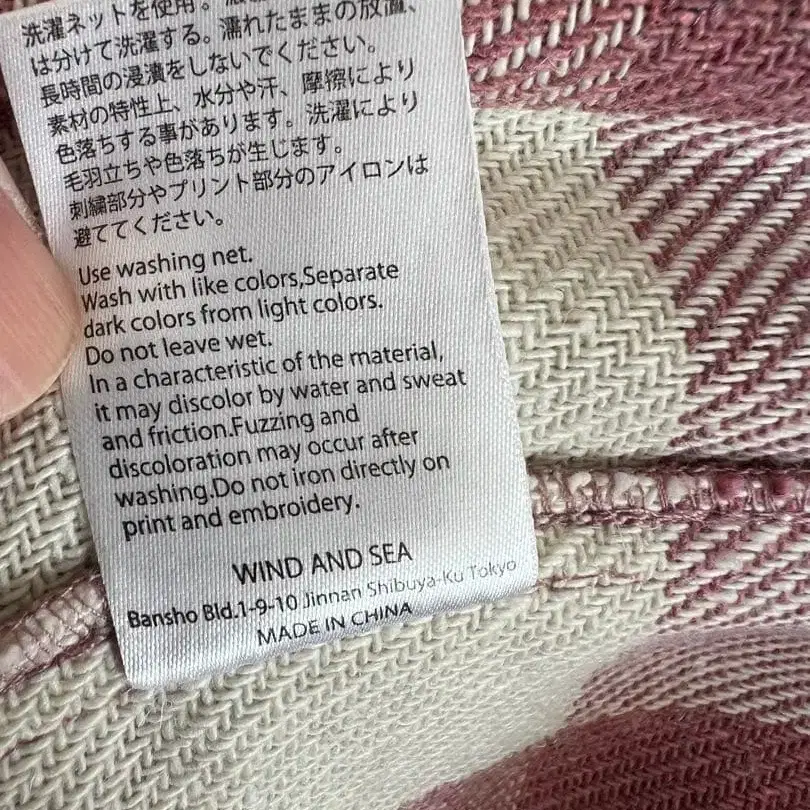 洗濯ネットを使用。濃
は分けて洗濯する。濡れたままの放置、
長時間の浸漬をしないでください。
素材の特性上、水分や汗、摩擦により
色落ちする事があります。洗濯により
毛羽立ちや色落ちが生じます。
刺繍部分やプリント部分のアイロンは
避ててください。
Use washing net.
Wash with like colors,Separate
dark colors from light colors.
Do not leave wet.
In a characteristic of the material,
it may discolor by water and sweat
and friction.Fuzzing and
discoloration may occur after
washing.Do not iron directly on
print and embroidery.
WIND AND SEA
Bansho Bld.1-9-10 Jinnan Shibuya-Ku Tokyo
MADE IN CHINA